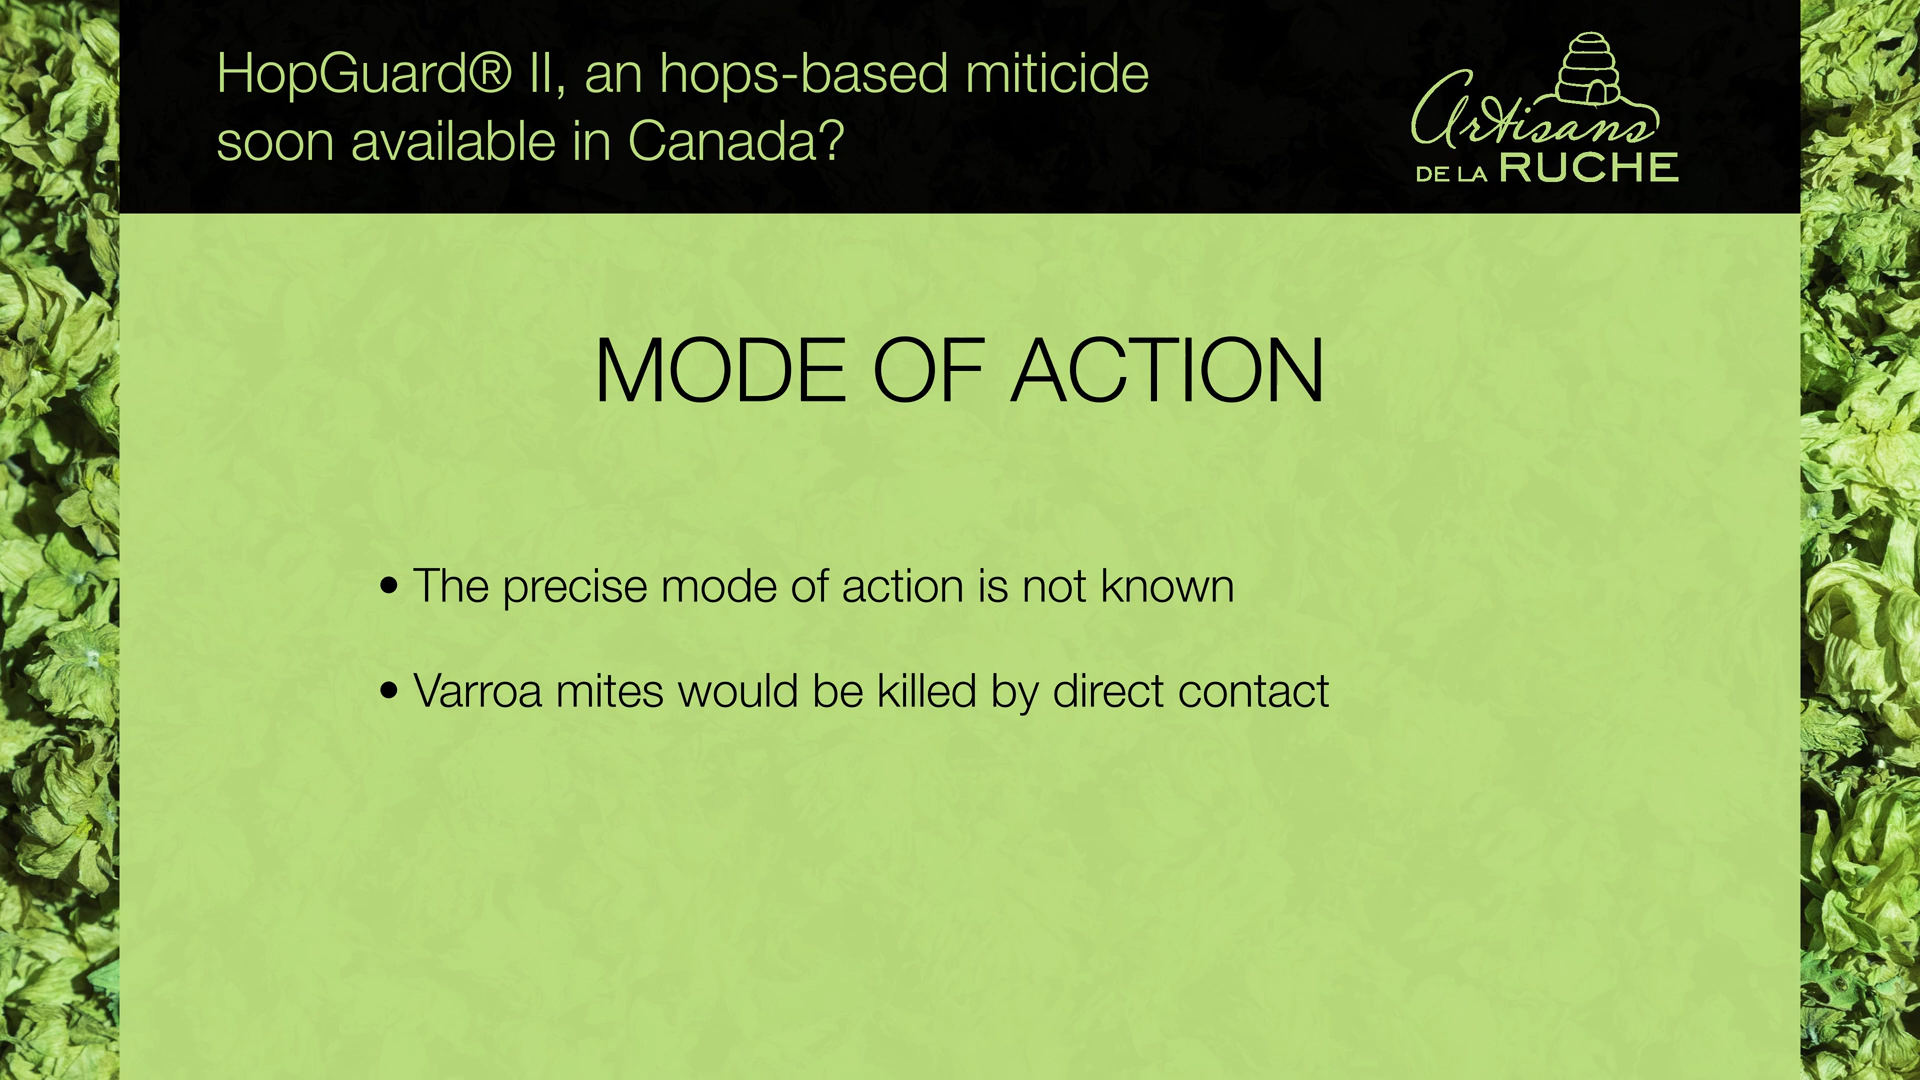 HopGuard® II, an hops-based miticide
soon available in Canada?
Artisans
DE LA RUCHE
MODE OF ACTION
• The precise mode of action is not known
• Varroa mites would be killed by direct contact